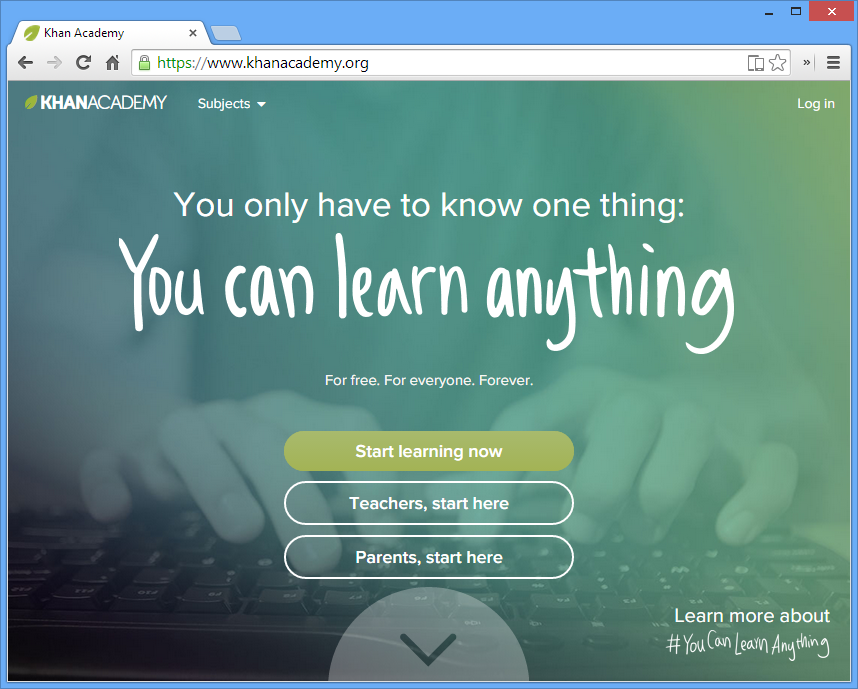 Khan Academy
https://www.khanacademy.org
KHANACADEMY
Subjects
Log in
You only have to know one thing:
You can learn anything
For free. For everyone. Forever.
Start learning now
Teachers, start here
Parents, start here
Learn more about
#YouCanLearnAnything